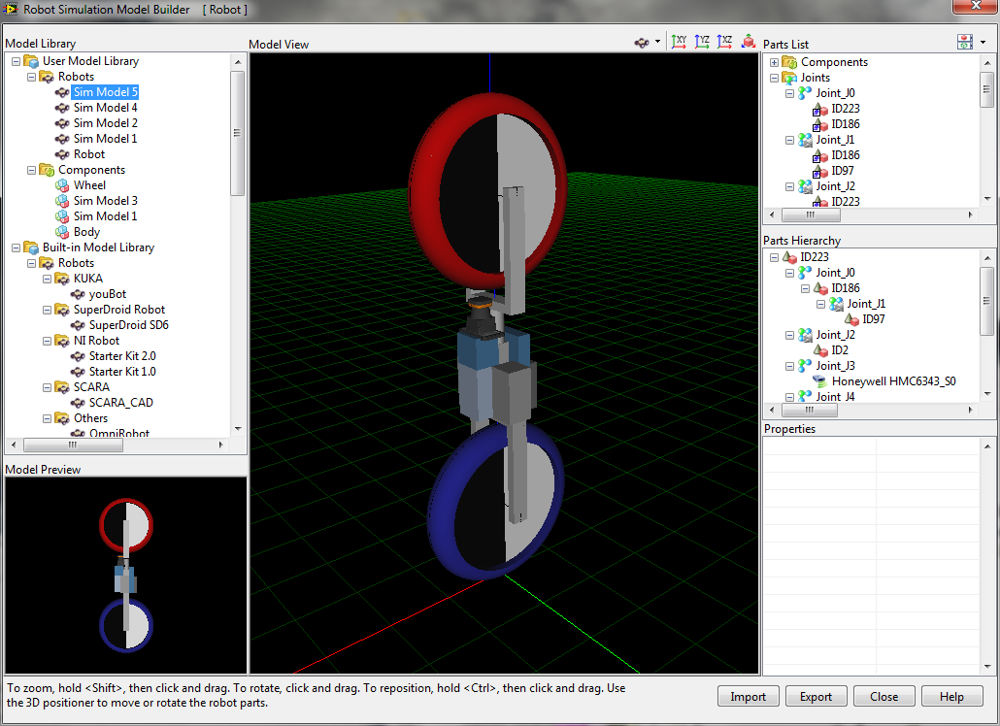 Robot Simulation Model Builder [ Robot ]
Model Library
User Model Library
Robots
Sim Model 5
Sim Model 4
Sim Model 2
Sim Model 1
Robot
Components
Wheel
Sim Model 3
Sim Model 1
Body
Built-in Model Library
Robots
KUKA
youBot
SuperDroid Robot
SuperDroid SD6
NI Robot
Starter Kit 2.0
Starter Kit 1.0
SCARA
SCARA_CAD
Others
OmniRobot
Model Preview
Model View
XY YZ XZ
Parts List
Components
Joints
Joint_J0
ID223
ID186
Joint_J1
ID186
ID97
Joint_J2
ID223
Parts Hierarchy
ID223
Joint_J0
ID186
Joint_J1
ID97
Joint_J2
ID2
Joint_J3
Honeywell HMC6343_S0
Joint_J4
Properties
To zoom, hold <Shift>, then click and drag. To rotate, click and drag. To reposition, hold <Ctrl>, then click and drag. Use
the 3D positioner to move or rotate the robot parts.
Import Export Close Help